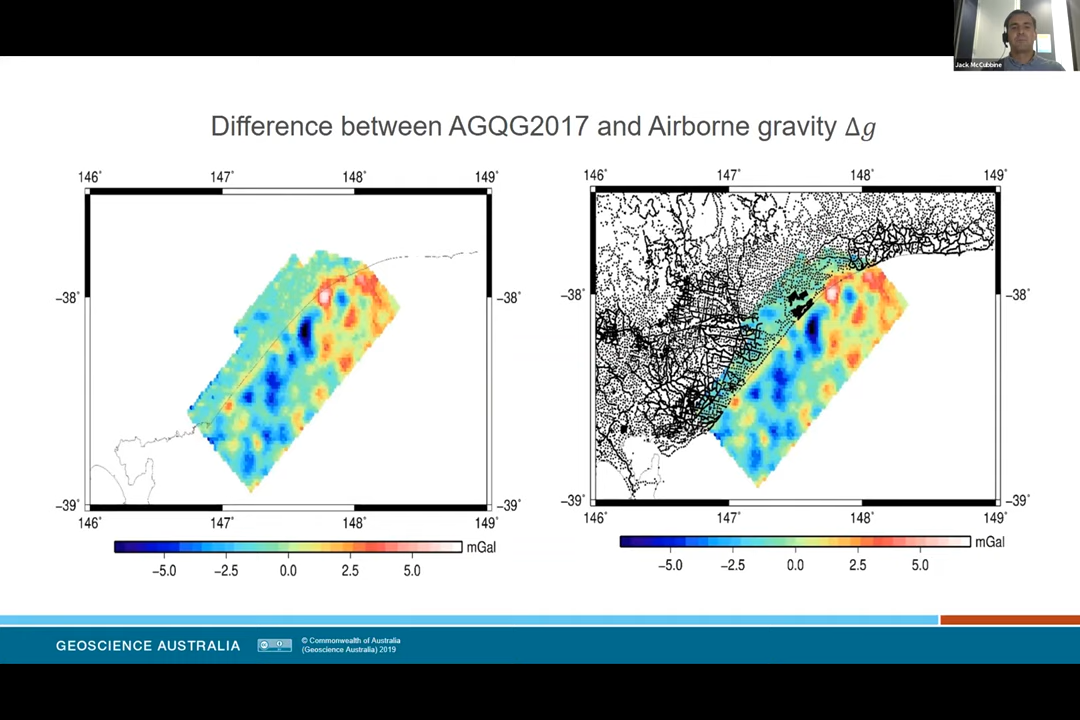 Jack McCubbine
Difference between AGQG2017 and Airborne gravity Δg
146° 147° 148° 149°
−38° −38°
−39° −39°
146° 147° 148° 149°
mGal
−5.0 −2.5 0.0 2.5 5.0
146° 147° 148° 149°
−38° −38°
−39° −39°
146° 147° 148° 149°
mGal
−5.0 −2.5 0.0 2.5 5.0
GEOSCIENCE AUSTRALIA
© Commonwealth of Australia
(Geoscience Australia) 2019